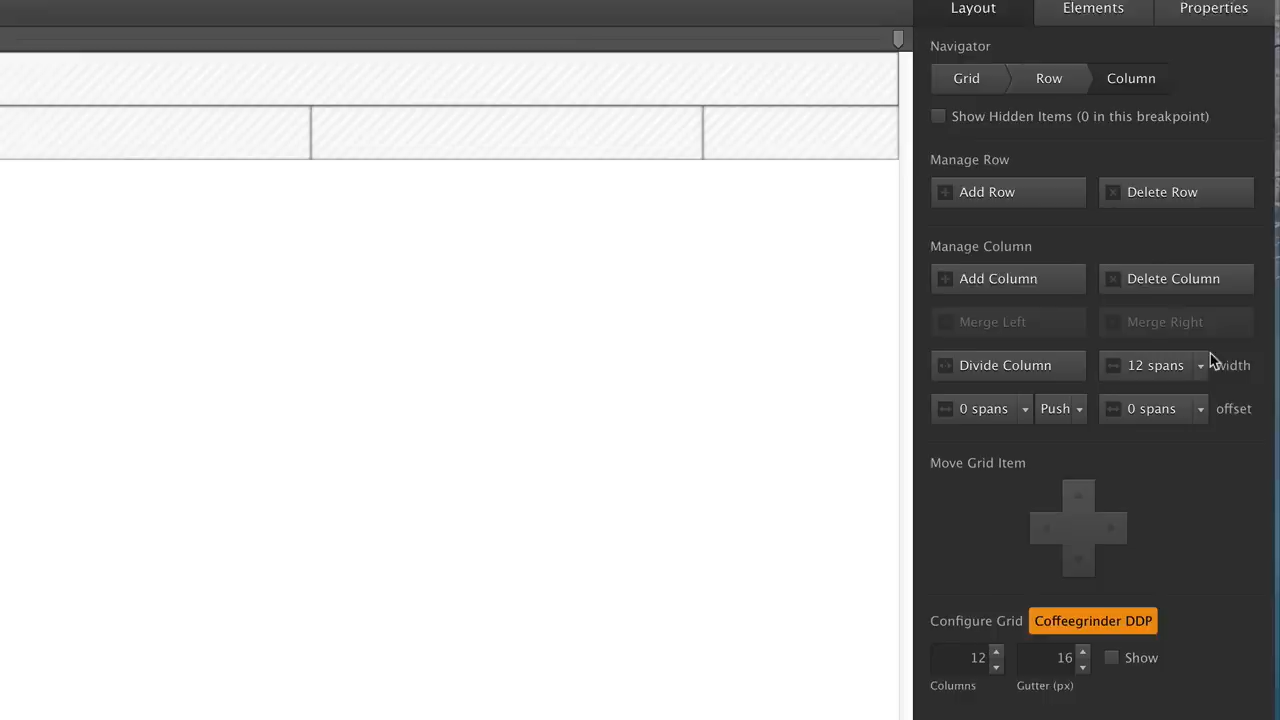 Layout Elements Properties
Navigator
Grid Row Column
Show Hidden Items (0 in this breakpoint)
Manage Row
Add Row Delete Row
Manage Column
Add Column Delete Column
Merge Left Merge Right
Divide Column 12 spans width
0 spans Push 0 spans offset
Move Grid Item
Configure Grid Coffeegrinder DDP
12 16 Show
Columns Gutter (px)